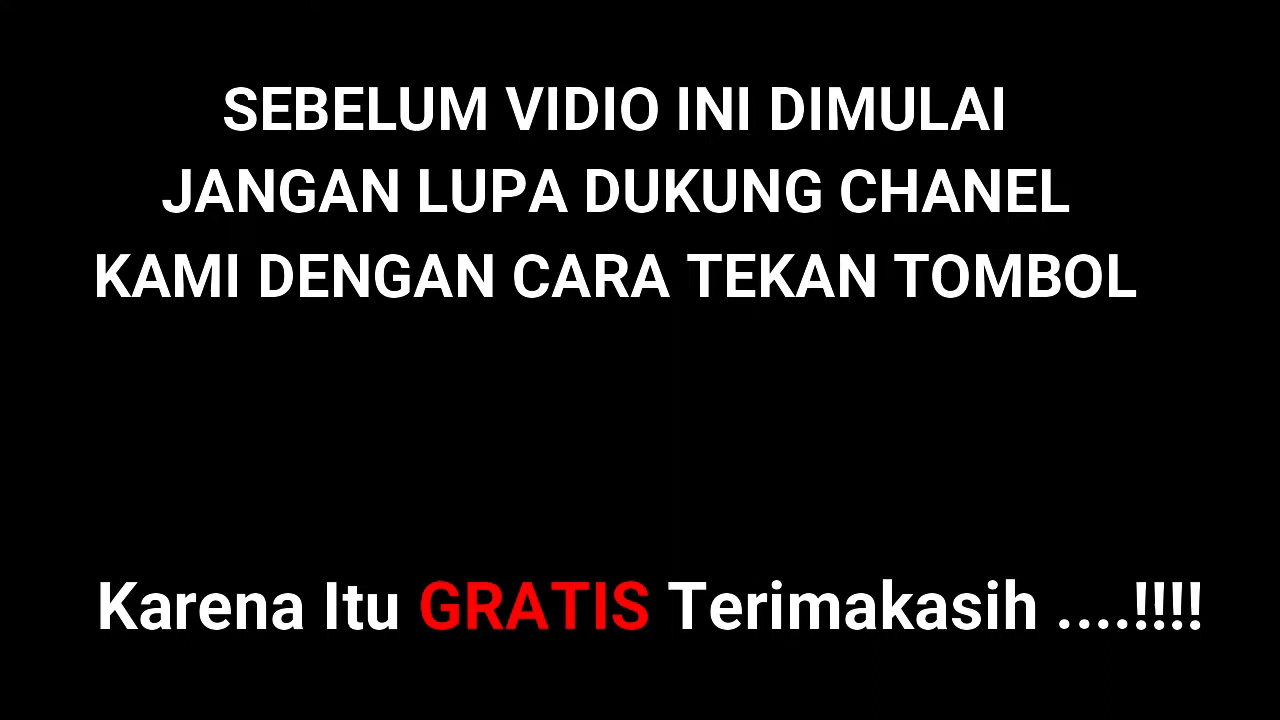 SEBELUM VIDIO INI DIMULAI
JANGAN LUPA DUKUNG CHANEL
KAMI DENGAN CARA TEKAN TOMBOL
Karena Itu GRATIS Terimakasih ....!!!!